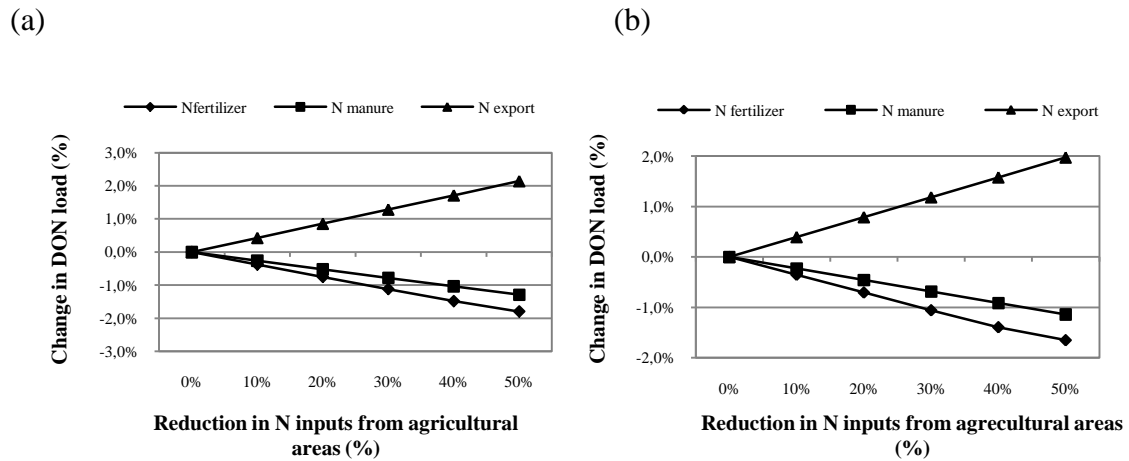 (a)
Nfertilizer N manure N export
Change in DON load (%)
3,0%
2,0%
1,0%
0,0%
-1,0%
-2,0%
-3,0%
0% 10% 20% 30% 40% 50%
Reduction in N inputs from agricultural
areas (%)
(b)
N fertilizer N manure N export
Change in DON load (%)
2,0%
1,0%
0,0%
-1,0%
-2,0%
0% 10% 20% 30% 40% 50%
Reduction in N inputs from agrecultural areas
(%)